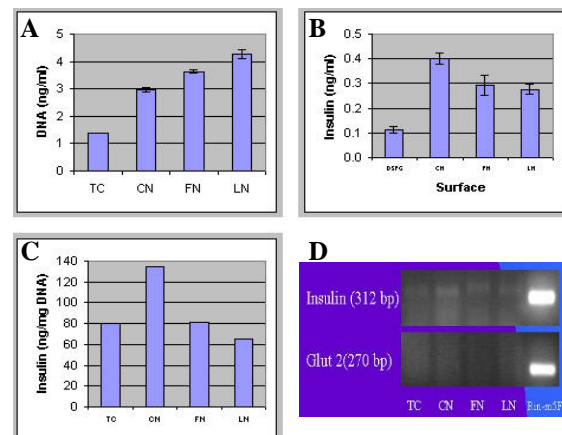 A
DNA (ng/ml)
5
4
3
2
1
0
TC CN FN LN
B
Insulin (ng/ml)
0.5
0.4
0.3
0.2
0.1
0.0
DSPG CN FN LN
Surface
C
Insulin (ng/mg DNA)
140
120
100
80
60
40
20
0
TC CN FN LN
D
Insulin (312 bp)
Glut 2(270 bp)
TC CN FN LN Rin-m5F